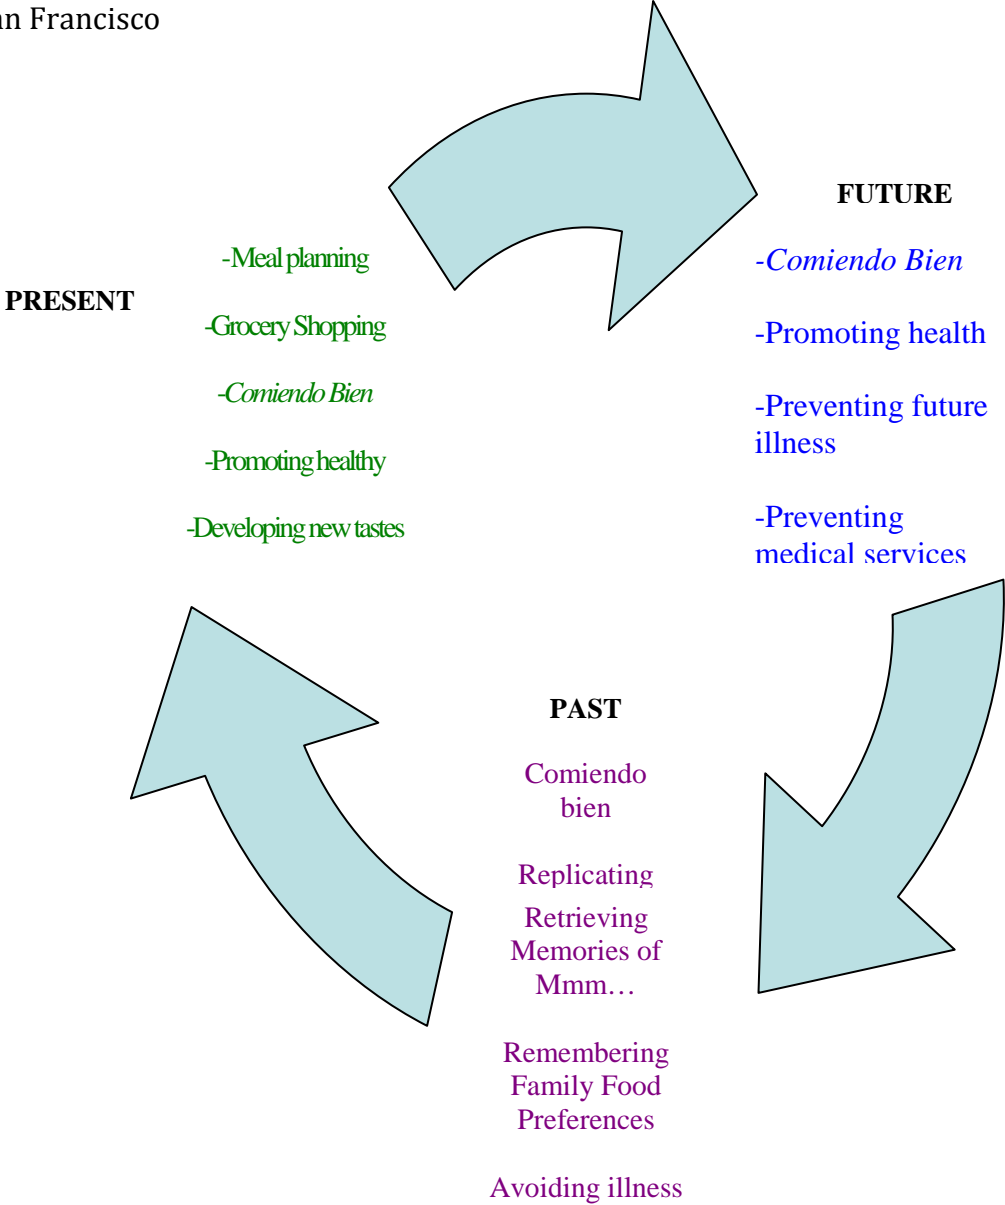 Francisco
PRESENT
-Meal planning
-Grocery Shopping
-Comiendo Bien
-Promoting healthy
-Developing new tastes
FUTURE
-Comiendo Bien
-Promoting health
-Preventing future
illness
-Preventing
medical services
PAST
Comiendo
bien
Replicating
Retrieving
Memories of
Mmm…
Remembering
Family Food
Preferences
Avoiding illness